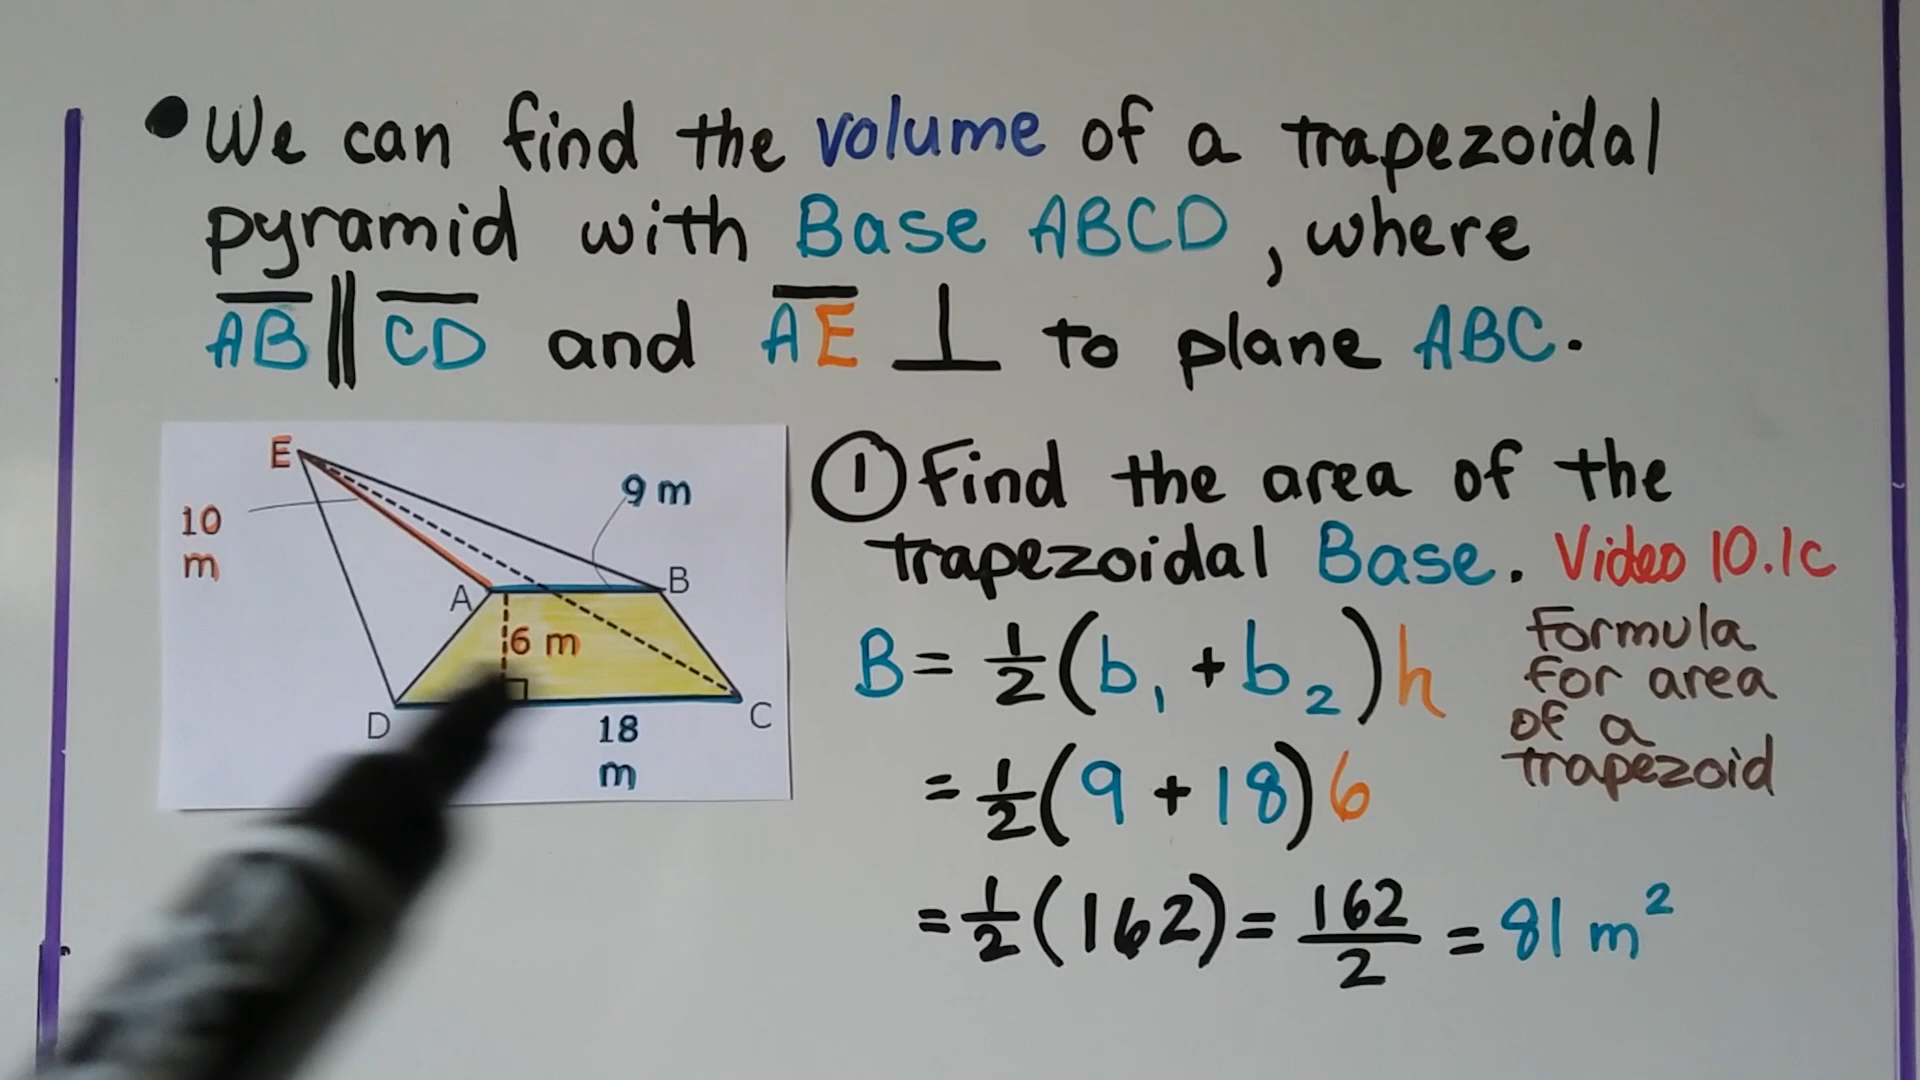 • We can find the volume of a trapezoidal
pyramid with Base ABCD, where
AB || CD and AE ⊥ to plane ABC.
E
10
m
9 m
A
B
6 m
D
18
m
C
① Find the area of the
trapezoidal Base. Video 10.1c
B = 1/2 (b₁ + b₂) h
= 1/2 (9 + 18) 6
= 1/2 (162) = 162/2 = 81 m²
Formula
for area
of a
trapezoid